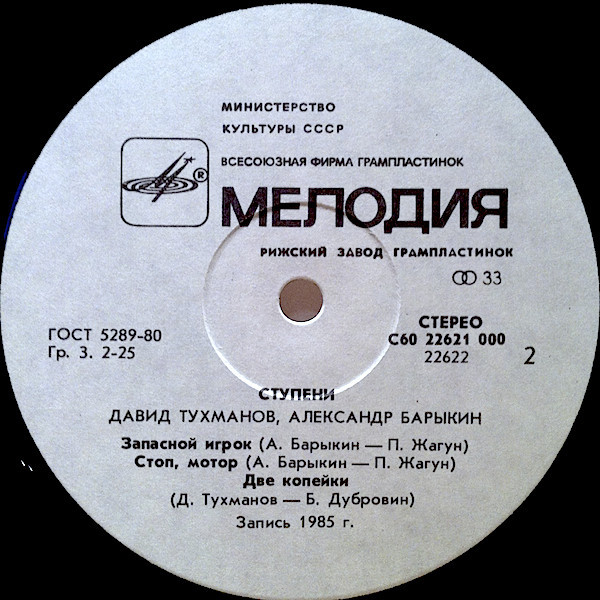 МИНИСТЕРСТВО
КУЛЬТУРЫ СССР
ВСЕСОЮЗНАЯ ФИРМА ГРАМПЛАСТИНОК
®
МЕЛОДИЯ
РИЖСКИЙ ЗАВОД ГРАМПЛАСТИНОК
33
ГОСТ 5289-80
Гр. 3. 2-25
СТЕРЕО
С60 22621 000
22622
2
СТУПЕНИ
ДАВИД ТУХМАНОВ, АЛЕКСАНДР БАРЫКИН
Запасной игрок (А. Барыкин — П. Жагун)
Стоп, мотор (А. Барыкин — П. Жагун)
Две копейки
(Д. Тухманов — Б. Дубровин)
Запись 1985 г.